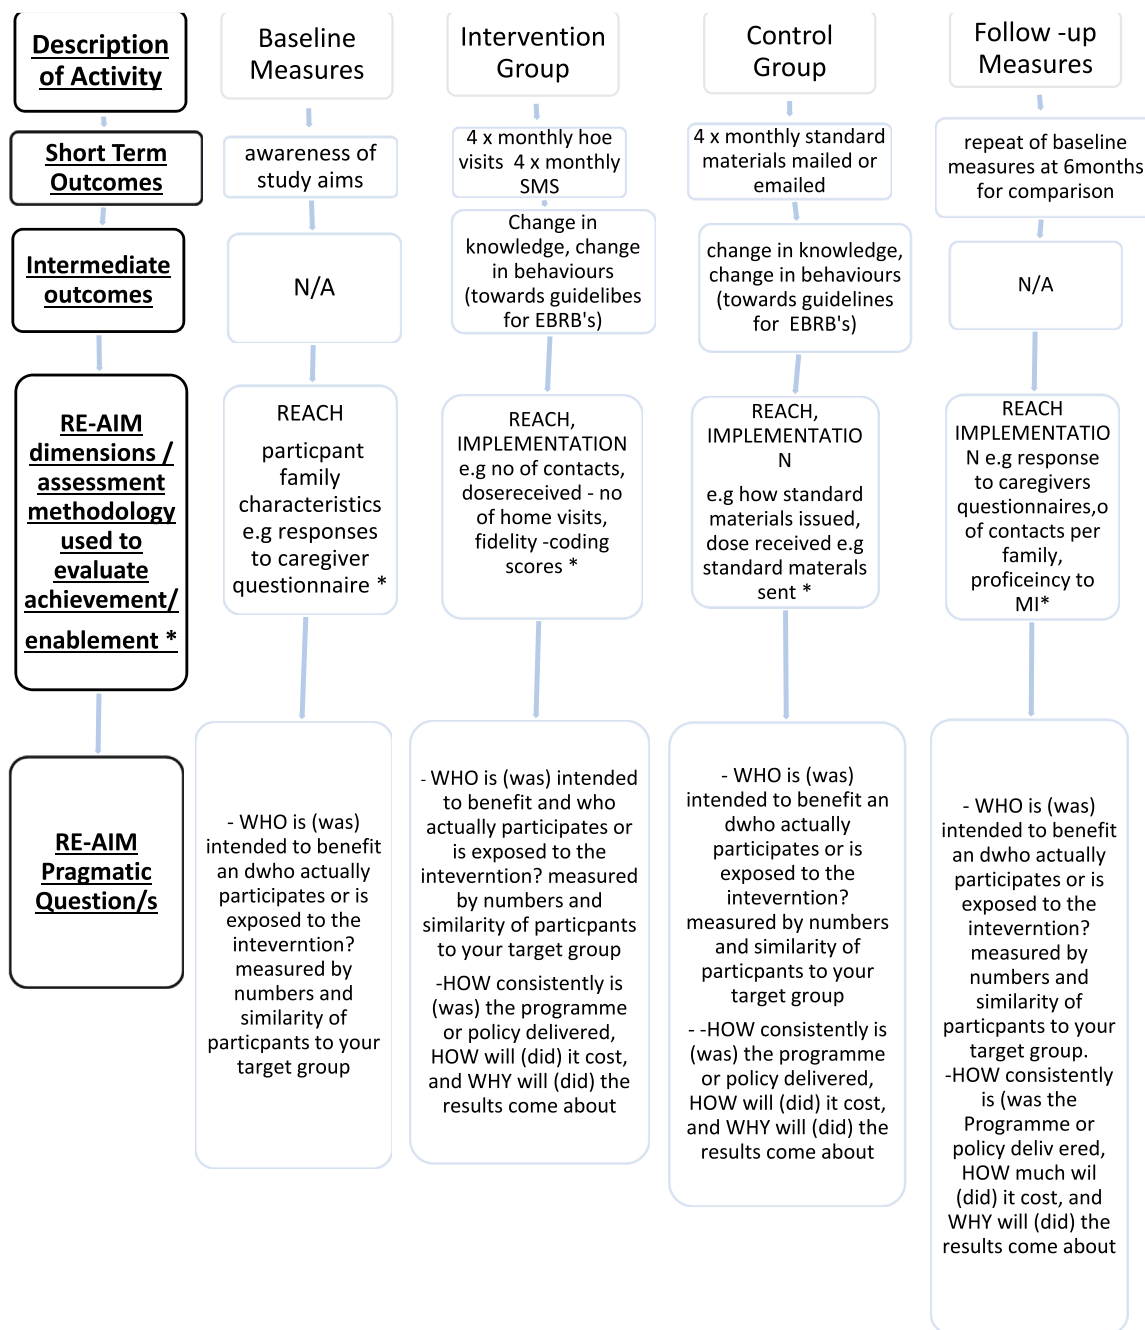 Description
of Activity
Baseline
Measures
Intervention
Group
Control
Group
Follow -up
Measures
Short Term
Outcomes
awareness of
study aims
4 x monthly hoe
visits 4 x monthly
SMS
4 x monthly standard
materials mailed or
emailed
repeat of baseline
measures at 6months
for comparison
Intermediate
outcomes
N/A
Change in
knowledge, change
in behaviours
(towards guidelibes
for EBRB's)
change in knowledge,
change in behaviours
(towards guidelines
for EBRB's)
N/A
RE-AIM
dimensions /
assessment
methodology
used to
evaluate
achievement/
enablement *
REACH
particpant
family
characteristics
e.g responses
to caregiver
questionnaire *
REACH,
IMPLEMENTATION
e.g no of contacts,
dosereceived - no
of home visits,
fidelity -coding
scores *
REACH,
IMPLEMENTATIO
N
e.g how standard
materials issued,
dose received e.g
standard materals
sent *
REACH
IMPLEMENTATIO
N e.g response
to caregivers
questionnaires,o
of contacts per
family,
proficeincy to
MI*
RE-AIM
Pragmatic
Question/s
- WHO is (was)
intended to benefit
an dwho actually
participates or is
exposed to the
inteverntion?
measured by
numbers and
similarity of
particpants to your
target group
- WHO is (was) intended
to benefit and who
actually participates or
is exposed to the
inteverntion? measured
by numbers and
similarity of particpants
to your target group
-HOW consistently is
(was) the programme
or policy delivered,
HOW will (did) it cost,
and WHY will (did) the
results come about
- WHO is (was)
intended to benefit an
dwho actually
participates or is
exposed to the
inteverntion?
measured by numbers
and similarity of
particpants to your
target group
- -HOW consistently is
(was) the programme
or policy delivered,
HOW will (did) it cost,
and WHY will (did) the
results come about
- WHO is (was)
intended to benefit
an dwho actually
participates or is
exposed to the
inteverntion?
measured by
numbers and
similarity of
particpants to your
target group.
-HOW consistently
is (was the
Programme or
policy deliv ered,
HOW much wil
(did) it cost, and
WHY will (did) the
results come about